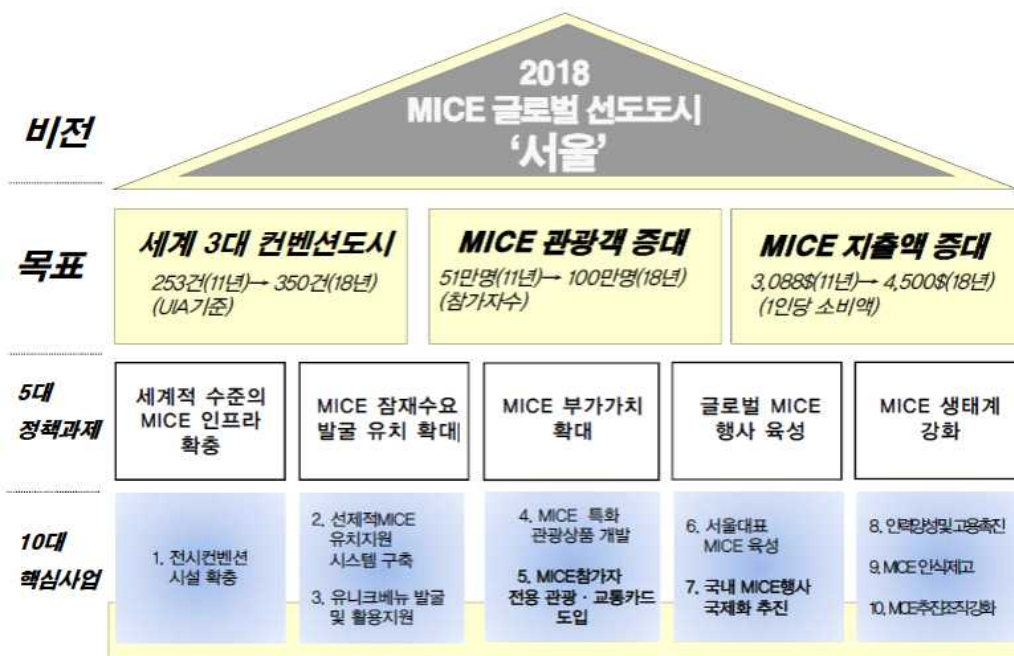 비전
2018
MICE 글로벌 선도도시
‘서울’
목표
세계 3대 컨벤션도시
253건(11년)→ 350건(18년)
(UIA기준)
MICE 관광객 증대
51만명(11년)→ 100만명(18년)
(참가자수)
MICE 지출액 증대
3,088$(11년)→ 4,500$(18년)
(1인당 소비액)
5대
정책과제
세계적 수준의
MICE 인프라
확충
MICE 잠재수요
발굴 유치 확대
MICE 부가가치
확대
글로벌 MICE
행사 육성
MICE 생태계
강화
10대
핵심사업
1. 전시컨벤션
시설 확충
2. 선제적MICE
유치지원
시스템 구축
3. 유니크베뉴 발굴
및 활용지원
4. MICE 특화
관광상품 개발
5. MICE참가자
전용 관광·교통카드
도입
6. 서울대표
MICE 육성
7. 국내 MICE행사
국제화 추진
8. 인력양성및고용촉진
9. MICE 인식제고
10. MICE추진조직강화